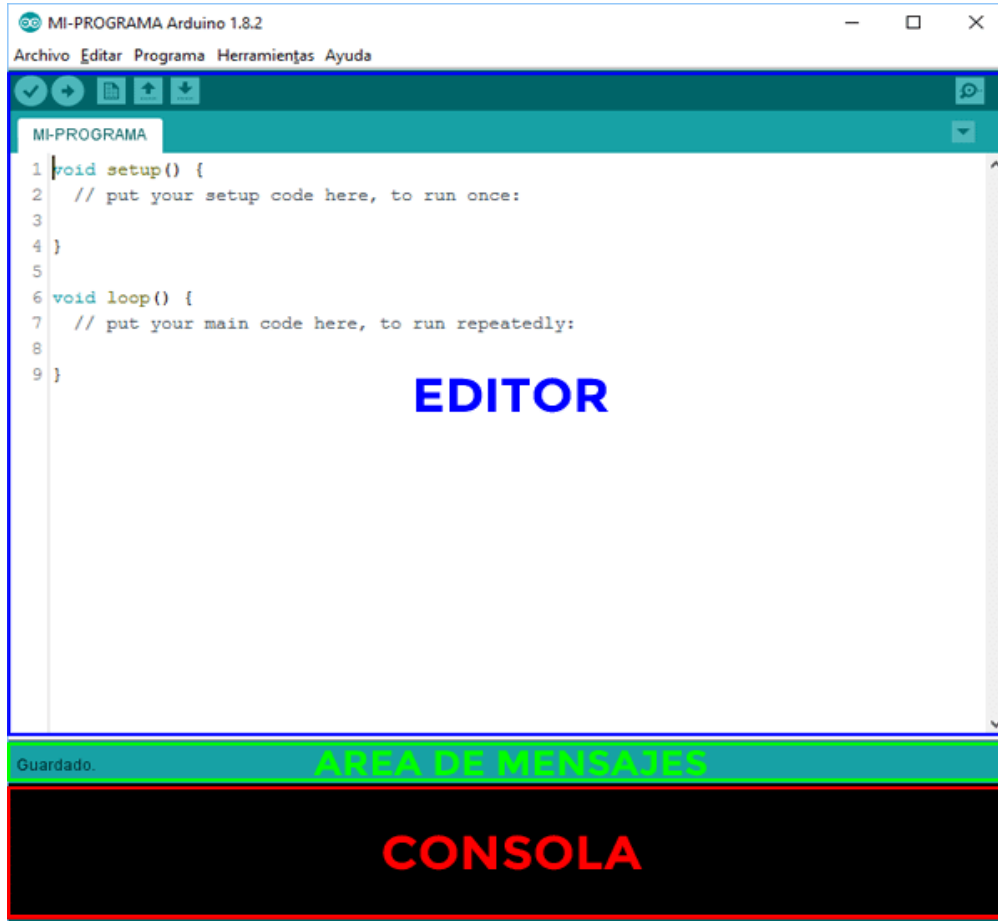 MI-PROGRAMA Arduino 1.8.2
Archivo Editar Programa Herramientas Ayuda
MI-PROGRAMA
1 void setup() {
2   // put your setup code here, to run once:
3
4 }
5
6 void loop() {
7   // put your main code here, to run repeatedly:
8
9 }
EDITOR
Guardado.
AREA DE MENSAJES
CONSOLA